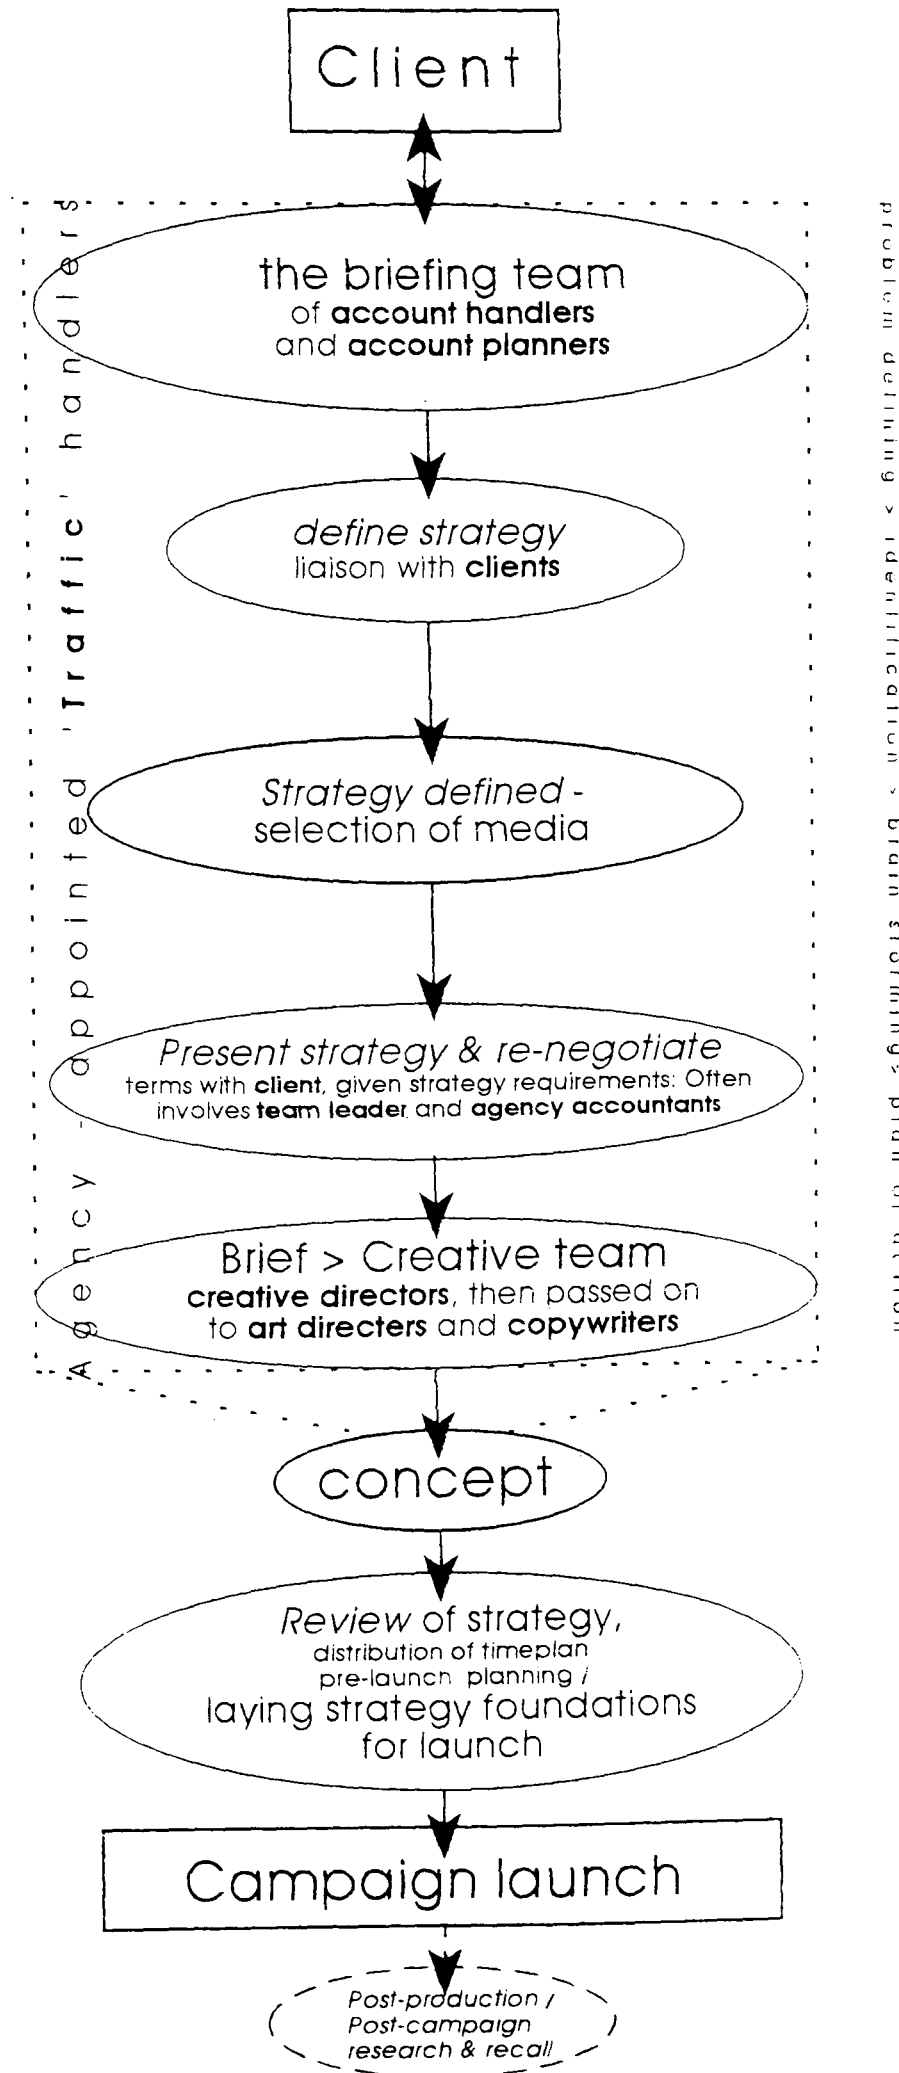 Client
the briefing team
of account handlers
and account planners
define strategy
liaison with clients
Strategy defined -
selection of media
Present strategy & re-negotiate
terms with client, given strategy requirements: Often
involves team leader and agency accountants
Brief > Creative team
creative directors, then passed on
to art directers and copywriters
concept
Review of strategy,
distribution of timeplan
pre-launch planning /
laying strategy foundations
for launch
Campaign launch
Post-production /
Post-campaign
research & recall
Agency - appointed 'Traffic' handlers
problem defining > identification > brain storming > plan of action